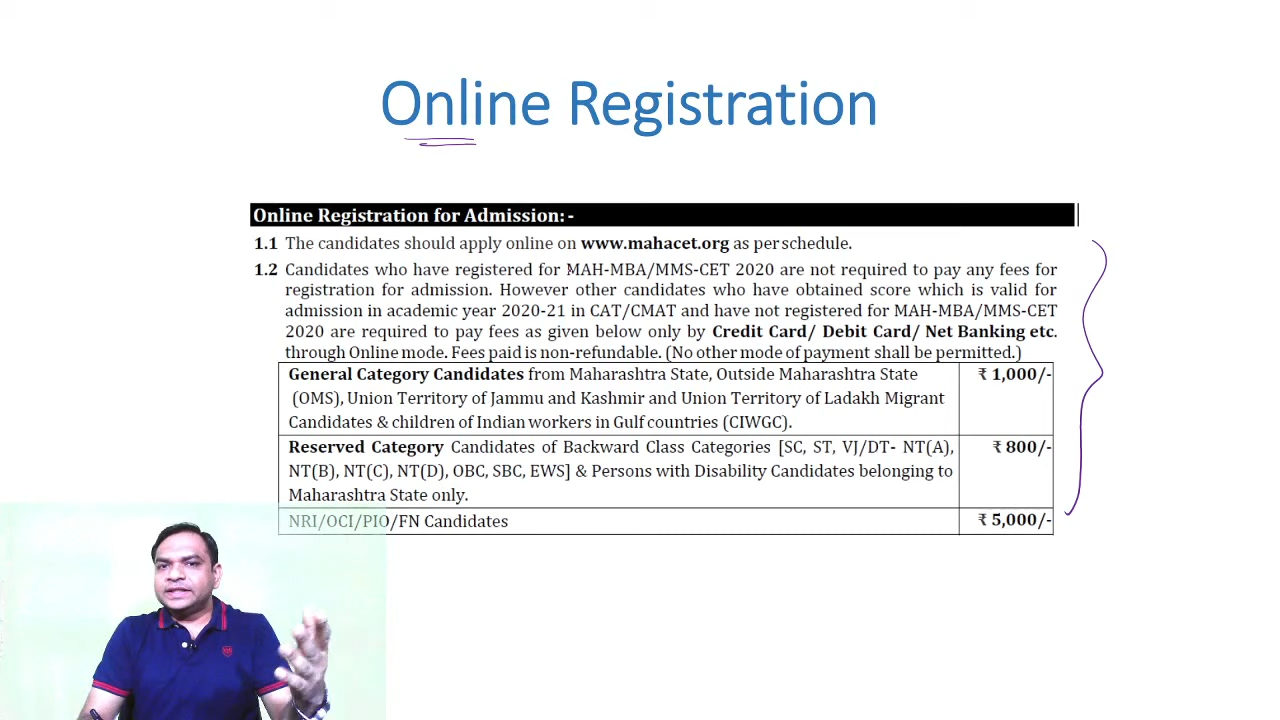 Online Registration
Online Registration for Admission:-
1.1 The candidates should apply online on www.mahacet.org as per schedule.
1.2 Candidates who have registered for MAH-MBA/MMS-CET 2020 are not required to pay any fees for
registration for admission. However other candidates who have obtained score which is valid for
admission in academic year 2020-21 in CAT/CMAT and have not registered for MAH-MBA/MMS-CET
2020 are required to pay fees as given below only by Credit Card/ Debit Card/ Net Banking etc.
through Online mode. Fees paid is non-refundable. (No other mode of payment shall be permitted.)
General Category Candidates from Maharashtra State, Outside Maharashtra State ₹ 1,000/-
(OMS), Union Territory of Jammu and Kashmir and Union Territory of Ladakh Migrant
Candidates & children of Indian workers in Gulf countries (CIWGC).
Reserved Category Candidates of Backward Class Categories [SC, ST, VJ/DT- NT(A), ₹ 800/-
NT(B), NT(C), NT(D), OBC, SBC, EWS] & Persons with Disability Candidates belonging to
Maharashtra State only.
NRI/OCI/PIO/FN Candidates ₹ 5,000/-